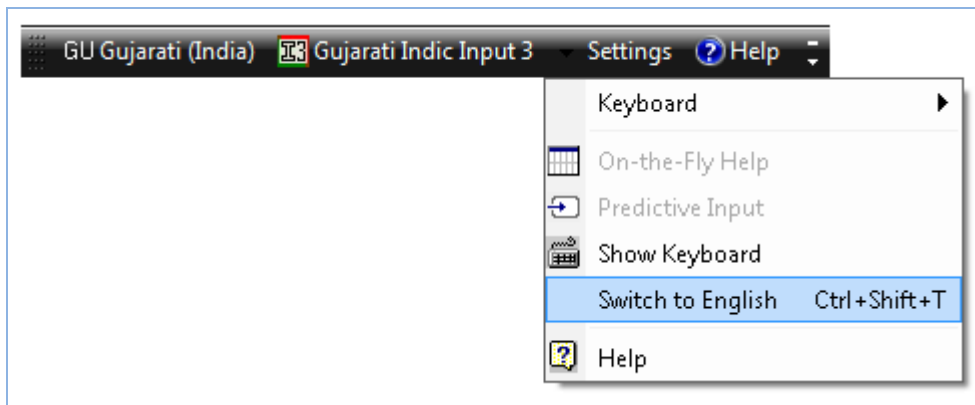 GU Gujarati (India) I3 Gujarati Indic Input 3 Settings ? Help
Keyboard
On-the-Fly Help
Predictive Input
Show Keyboard
Switch to English Ctrl+Shift+T
? Help